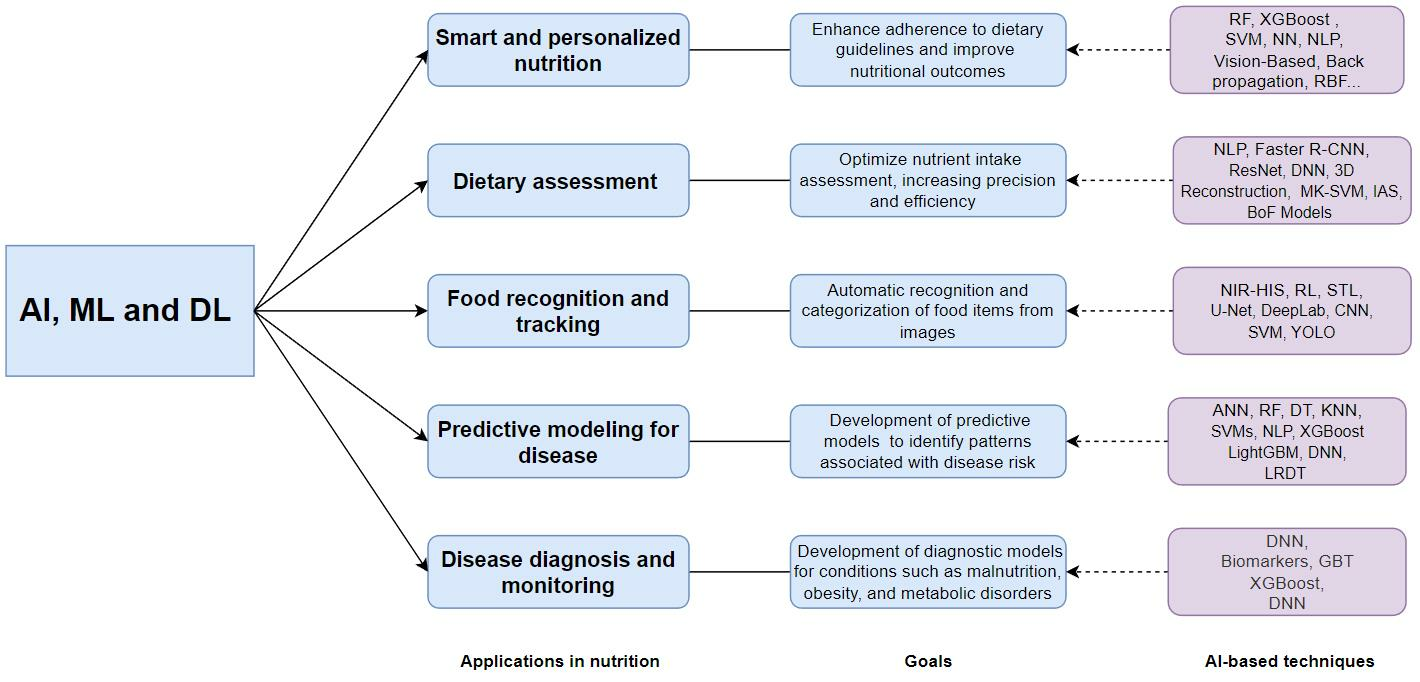 Smart and personalized
nutrition
Enhance adherence to dietary
guidelines and improve
nutritional outcomes
RF, XGBoost ,
SVM, NN, NLP,
Vision-Based, Back
propagation, RBF...
Dietary assessment
Optimize nutrient intake
assessment, increasing precision
and efficiency
NLP, Faster R-CNN,
ResNet, DNN, 3D
Reconstruction, MK-SVM, IAS,
BoF Models
AI, ML and DL
Food recognition and
tracking
Automatic recognition and
categorization of food items from
images
NIR-HIS, RL, STL,
U-Net, DeepLab, CNN,
SVM, YOLO
Predictive modeling for
disease
Development of predictive
models to identify patterns
associated with disease risk
ANN, RF, DT, KNN,
SVMs, NLP, XGBoost
LightGBM, DNN,
LRDT
Disease diagnosis and
monitoring
Development of diagnostic models
for conditions such as malnutrition,
obesity, and metabolic disorders
DNN,
Biomarkers, GBT
XGBoost,
DNN
Applications in nutrition
Goals
AI-based techniques